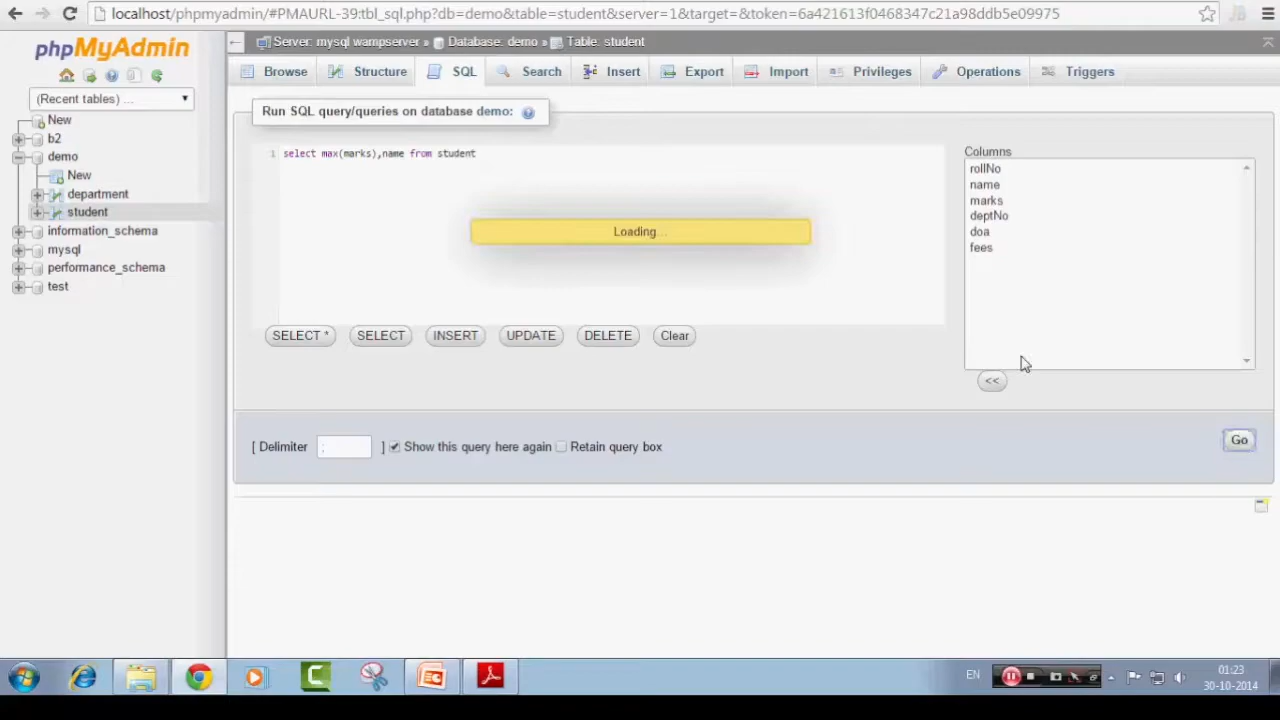 localhost/phpmyadmin/#PMAURL-39:tbl_sql.php?db=demo&table=student&server=1&target=&token=6a421613f0468347c21a98ddb5e09975
phpMyAdmin
Server: mysql wampserver » Database: demo » Table: student
Browse Structure SQL Search Insert Export Import Privileges Operations Triggers
(Recent tables) ...
New
b2
demo
New
department
student
information_schema
mysql
performance_schema
test
Run SQL query/queries on database demo:
1 select max(marks),name from student
Loading...
Columns
rollNo
name
marks
deptNo
doa
fees
SELECT * SELECT INSERT UPDATE DELETE Clear
<<
[ Delimiter ; ] Show this query here again Retain query box
Go
EN
01:23
30-10-2014